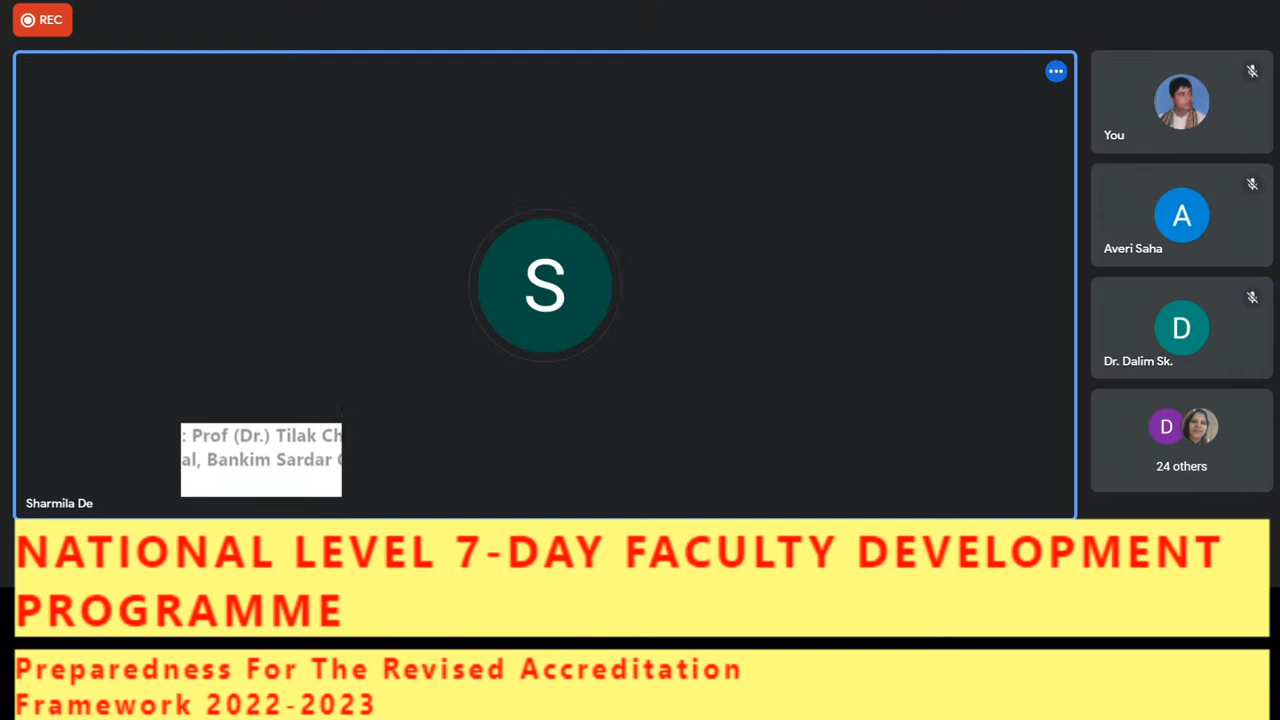 REC
You
A
Averi Saha
D
Dr. Dalim Sk.
D
24 others
S
: Prof (Dr.) Tilak Ch
al, Bankim Sardar
Sharmila De
NATIONAL LEVEL 7-DAY FACULTY DEVELOPMENT
PROGRAMME
Preparedness For The Revised Accreditation
Framework 2022-2023